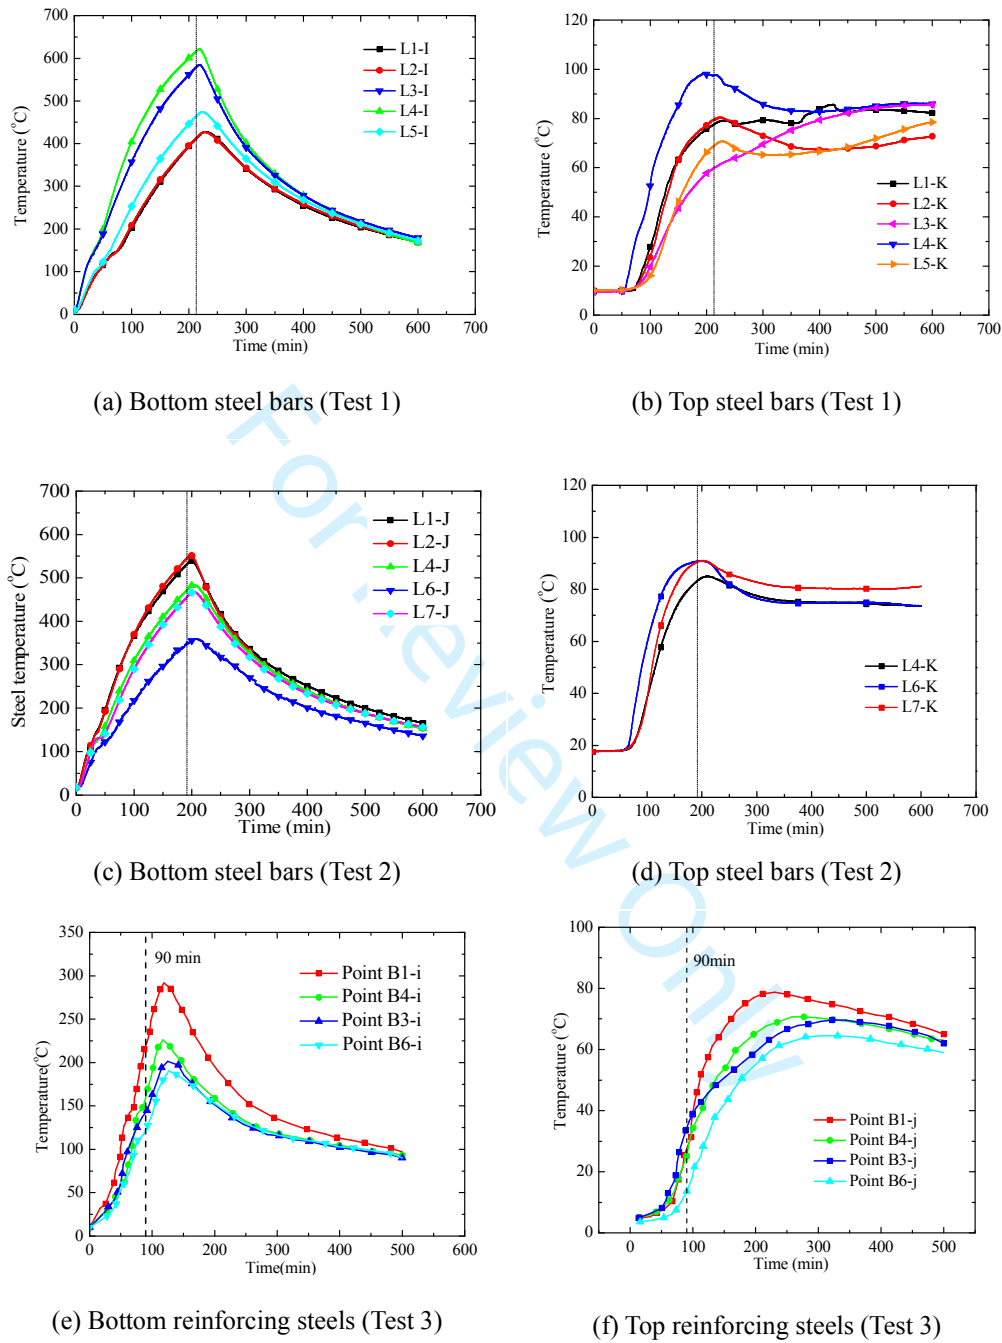 700
600
500
400
300
200
100
0
Temperature (°C)
L1-I
L2-I
L3-I
L4-I
L5-I
0 100 200 300 400 500 600 700
Time (min)
(a) Bottom steel bars (Test 1)
120
100
80
60
40
20
0
Temperature (°C)
L1-K
L2-K
L3-K
L4-K
L5-K
0 100 200 300 400 500 600 700
Time (min)
(b) Top steel bars (Test 1)
700
600
500
400
300
200
100
0
Steel temperature (°C)
L1-J
L2-J
L4-J
L6-J
L7-J
0 100 200 300 400 500 600 700
Time (min)
(c) Bottom steel bars (Test 2)
120
100
80
60
40
20
0
Temperature (°C)
L4-K
L6-K
L7-K
0 100 200 300 400 500 600 700
Time (min)
(d) Top steel bars (Test 2)
350
300
250
200
150
100
50
0
Temperature(°C)
90 min
Point B1-i
Point B4-i
Point B3-i
Point B6-i
0 100 200 300 400 500 600
Time(min)
(e) Bottom reinforcing steels (Test 3)
100
80
60
40
20
0
Temperature (°C)
90min
Point B1-j
Point B4-j
Point B3-j
Point B6-j
0 100 200 300 400 500
Time (min)
(f) Top reinforcing steels (Test 3)
For Review Only